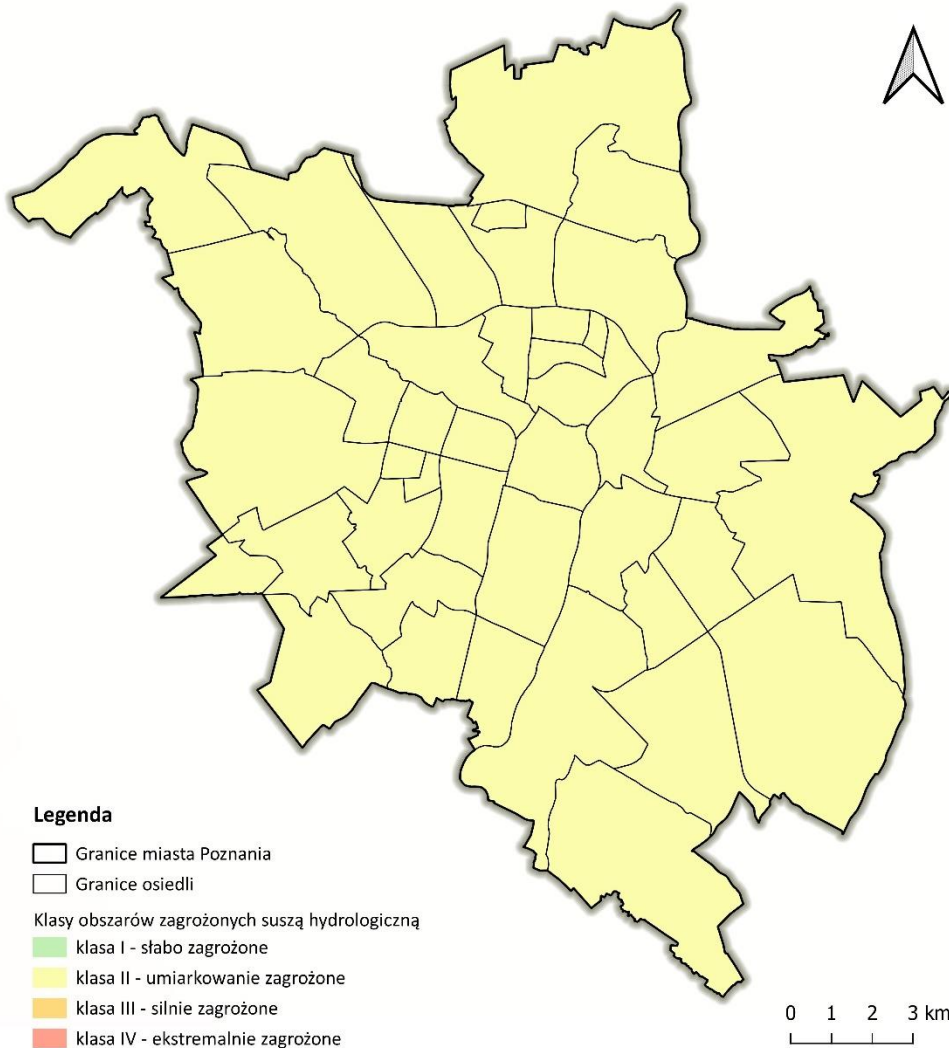 Legenda
Granice miasta Poznania
Granice osiedli
Klasy obszarów zagrożonych suszą hydrologiczną
klasa I - słabo zagrożone
klasa II - umiarkowanie zagrożone
klasa III - silnie zagrożone
klasa IV - ekstremalnie zagrożone
0 1 2 3 km